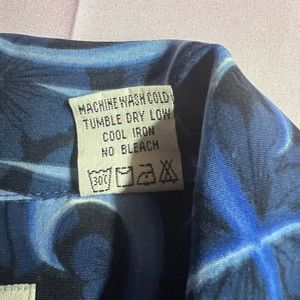 MACHINE WASH COLD
TUMBLE DRY LOW
COOL IRON
NO BLEACH
30°